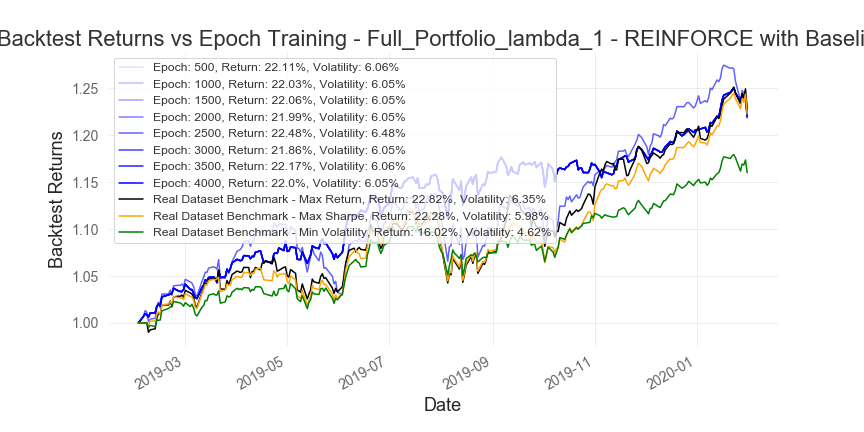 Backtest Returns vs Epoch Training - Full_Portfolio_lambda_1 - REINFORCE with Baseli
Epoch: 500, Return: 22.11%, Volatility: 6.06%
Epoch: 1000, Return: 22.03%, Volatility: 6.05%
Epoch: 1500, Return: 22.06%, Volatility: 6.05%
Epoch: 2000, Return: 21.99%, Volatility: 6.05%
Epoch: 2500, Return: 22.48%, Volatility: 6.48%
Epoch: 3000, Return: 21.86%, Volatility: 6.05%
Epoch: 3500, Return: 22.17%, Volatility: 6.06%
Epoch: 4000, Return: 22.0%, Volatility: 6.05%
Real Dataset Benchmark - Max Return, Return: 22.82%, Volatility: 6.35%
Real Dataset Benchmark - Max Sharpe, Return: 22.28%, Volatility: 5.98%
Real Dataset Benchmark - Min Volatility, Return: 16.02%, Volatility: 4.62%
Backtest Returns
1.25
1.20
1.15
1.10
1.05
1.00
2019-03
2019-05
2019-07
2019-09
2019-11
2020-01
Date